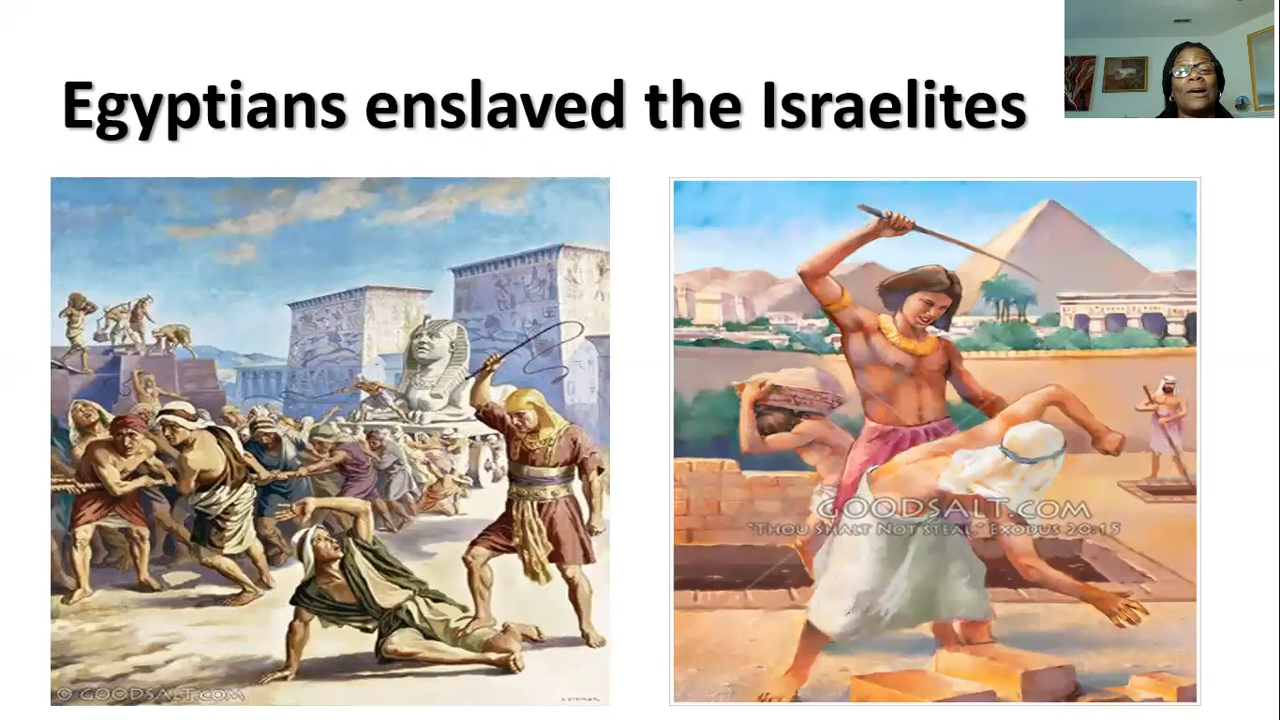 Egyptians enslaved the Israelites
© GOODSALT.COM
GOODSALT.COM
"THOU SHALT NOT STEAL," EXODUS 20:15